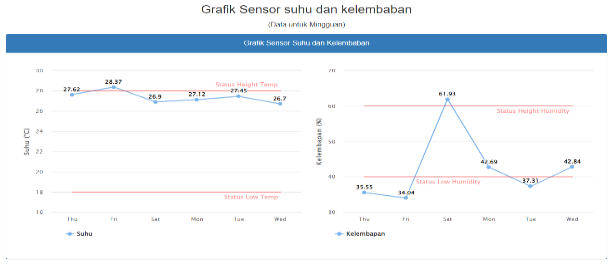 Grafik Sensor suhu dan kelembaban
(Data untuk Mingguan)
Grafik Sensor Suhu dan Kelembaban
30
28
26
24
22
20
18
16
Suhu (°C)
Status Height Temp
27.62
28.37
26.9
27.12
27.45
26.7
Status Low Temp
Thu
Fri
Sat
Mon
Tue
Wed
Suhu
70
60
50
40
30
Kelembapan (%)
61.93
Status Height Humidity
42.69
42.84
Status Low Humidity
35.55
34.04
37.31
Thu
Fri
Sat
Mon
Tue
Wed
Kelembapan